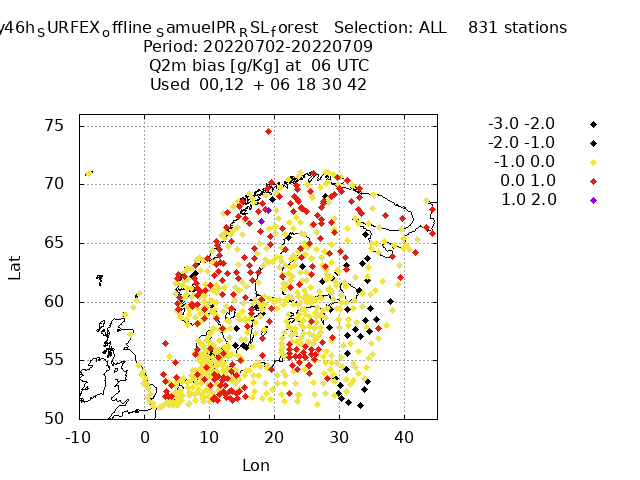 y46hSURFEXoffline SamuelPRRSLforest   Selection: ALL    831 stations
Period: 20220702-20220709
Q2m bias [g/Kg] at  06 UTC
Used  00,12  + 06 18 30 42
-3.0 -2.0
-2.0 -1.0
-1.0 0.0
0.0 1.0
1.0 2.0
75
70
65
60
55
50
Lat
-10 0 10 20 30 40
Lon